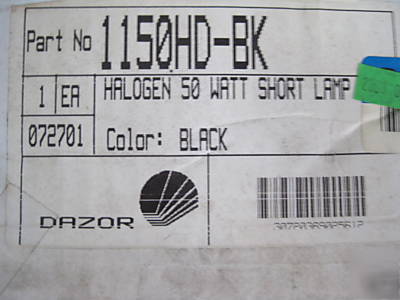 Part No 1150HD-BK
1 EA HALOGEN 50 WATT SHORT LAMP
072701 Color: BLACK
DAZOR